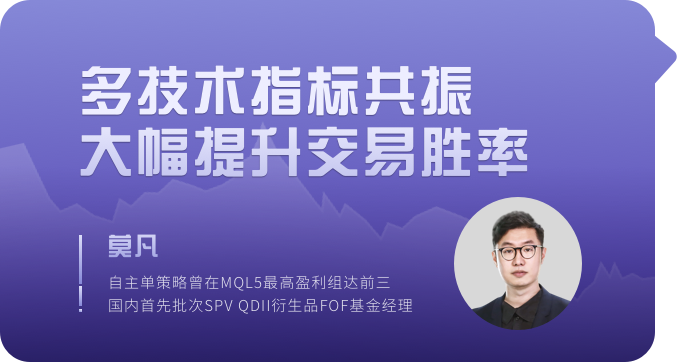 多技术指标共振
大幅提升交易胜率
莫凡
自主单策略曾在MQL5最高盈利组达前三
国内首先批次SPV QDII衍生品FOF基金经理